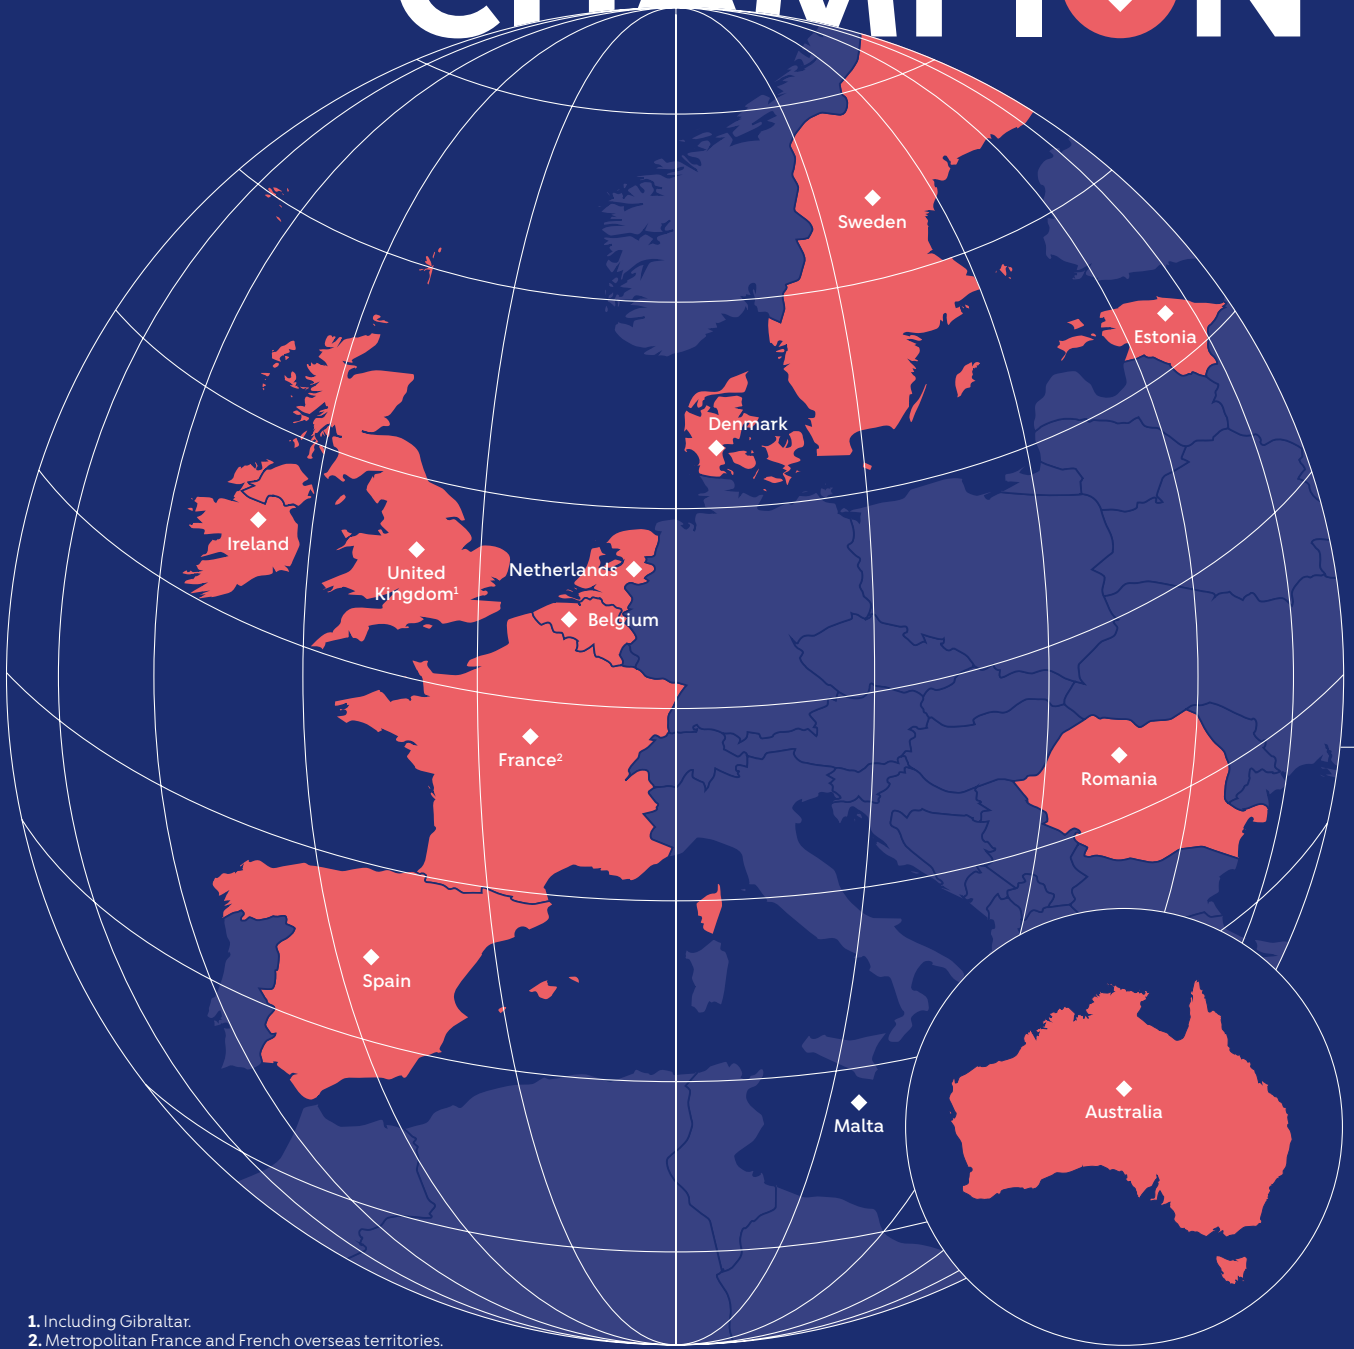 CHAMPION
Sweden
Estonia
Denmark
Ireland
United
Kingdom¹
Netherlands
Belgium
France²
Romania
Spain
Australia
Malta
1. Including Gibraltar.
2. Metropolitan France and French overseas territories.